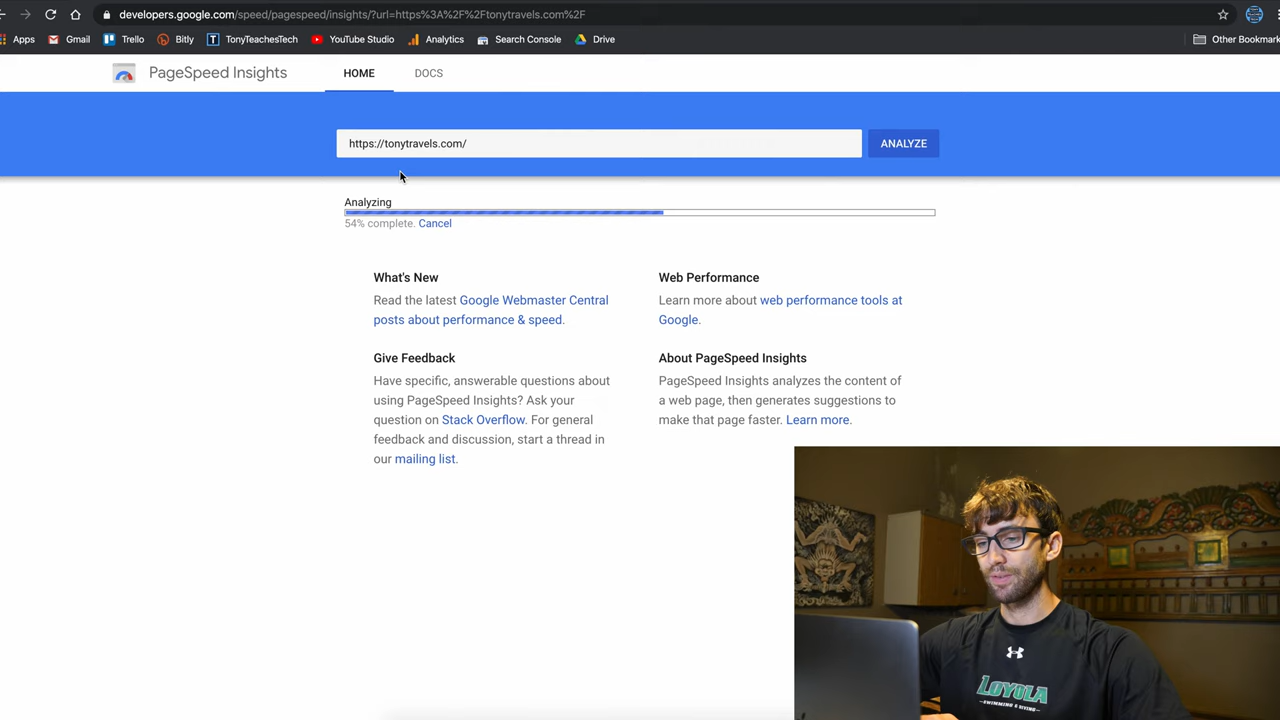 developers.google.com/speed/pagespeed/insights/?url=https%3A%2F%2Ftonytravels.com%2F
Apps Gmail Trello Bitly TonyTeachesTech YouTube Studio Analytics Search Console Drive Other Bookmark
PageSpeed Insights HOME DOCS
https://tonytravels.com/ ANALYZE
Analyzing
54% complete. Cancel
What's New
Read the latest Google Webmaster Central
posts about performance & speed.
Web Performance
Learn more about web performance tools at
Google.
Give Feedback
Have specific, answerable questions about
using PageSpeed Insights? Ask your
question on Stack Overflow. For general
feedback and discussion, start a thread in
our mailing list.
About PageSpeed Insights
PageSpeed Insights analyzes the content of
a web page, then generates suggestions to
make that page faster. Learn more.
LOYOLA
SWIMMING & DIVING